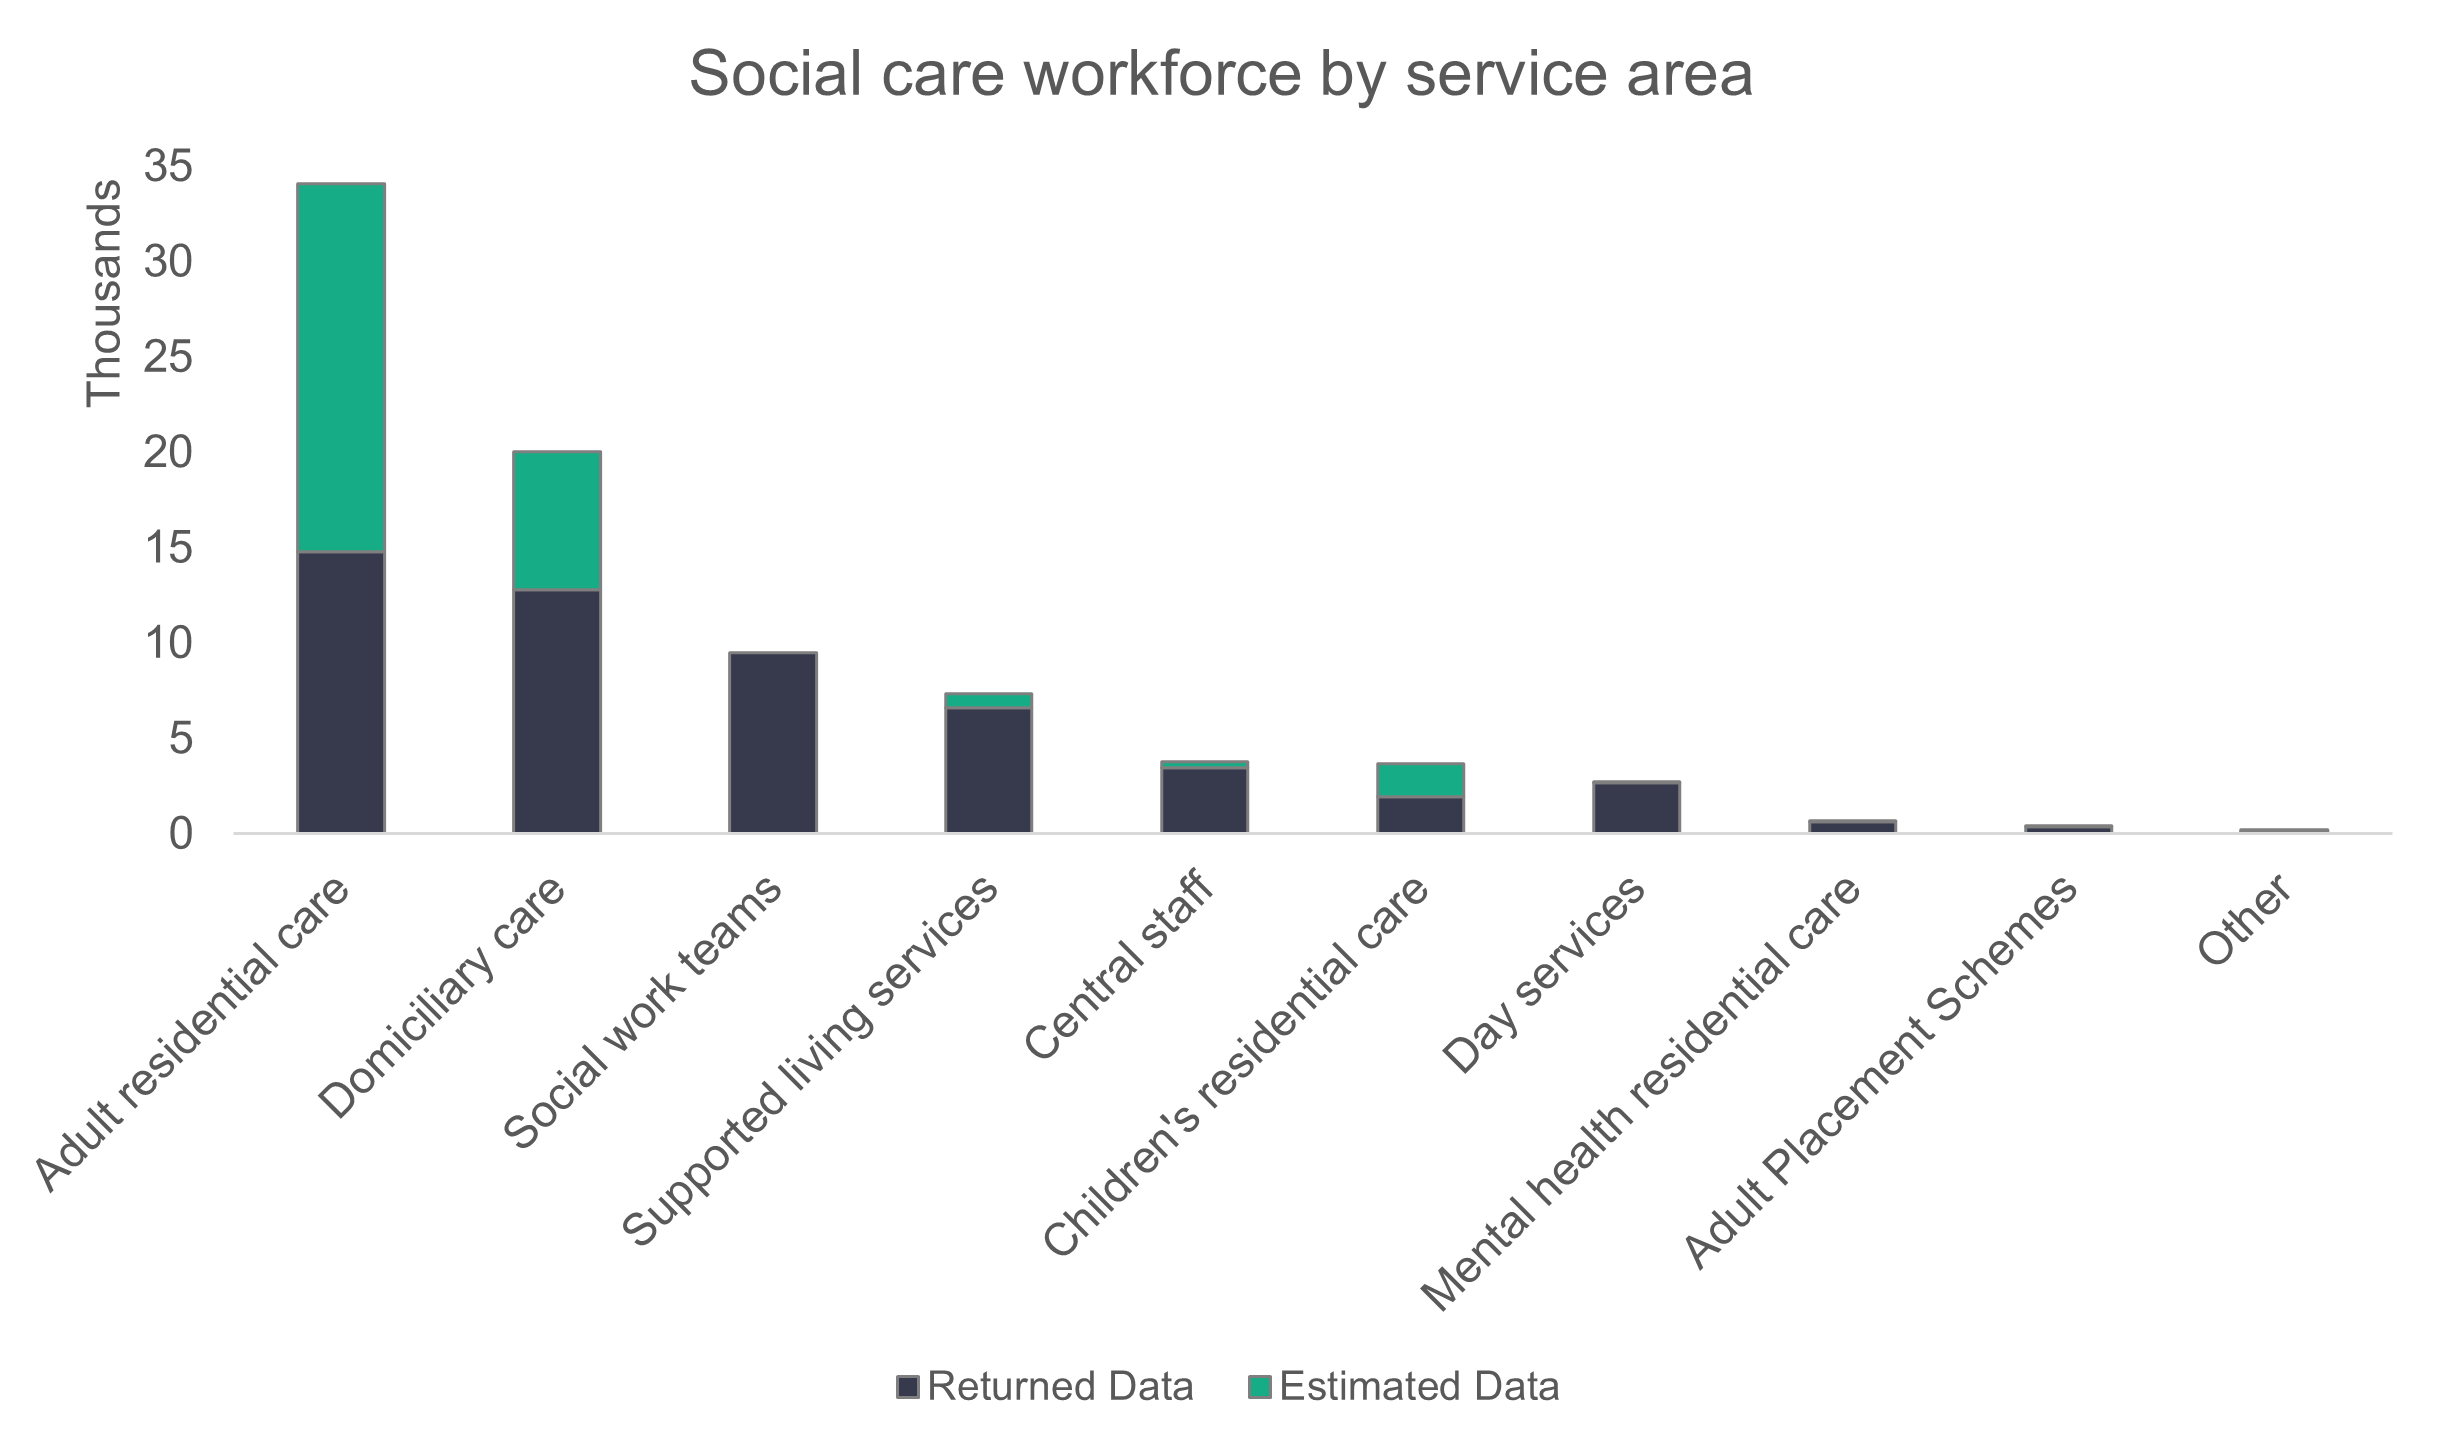 Social care workforce by service area
Thousands
35
30
25
20
15
10
5
0
Adult residential care
Domiciliary care
Social work teams
Supported living services
Central staff
Children's residential care
Day services
Mental health residential care
Adult Placement Schemes
Other
Returned Data
Estimated Data